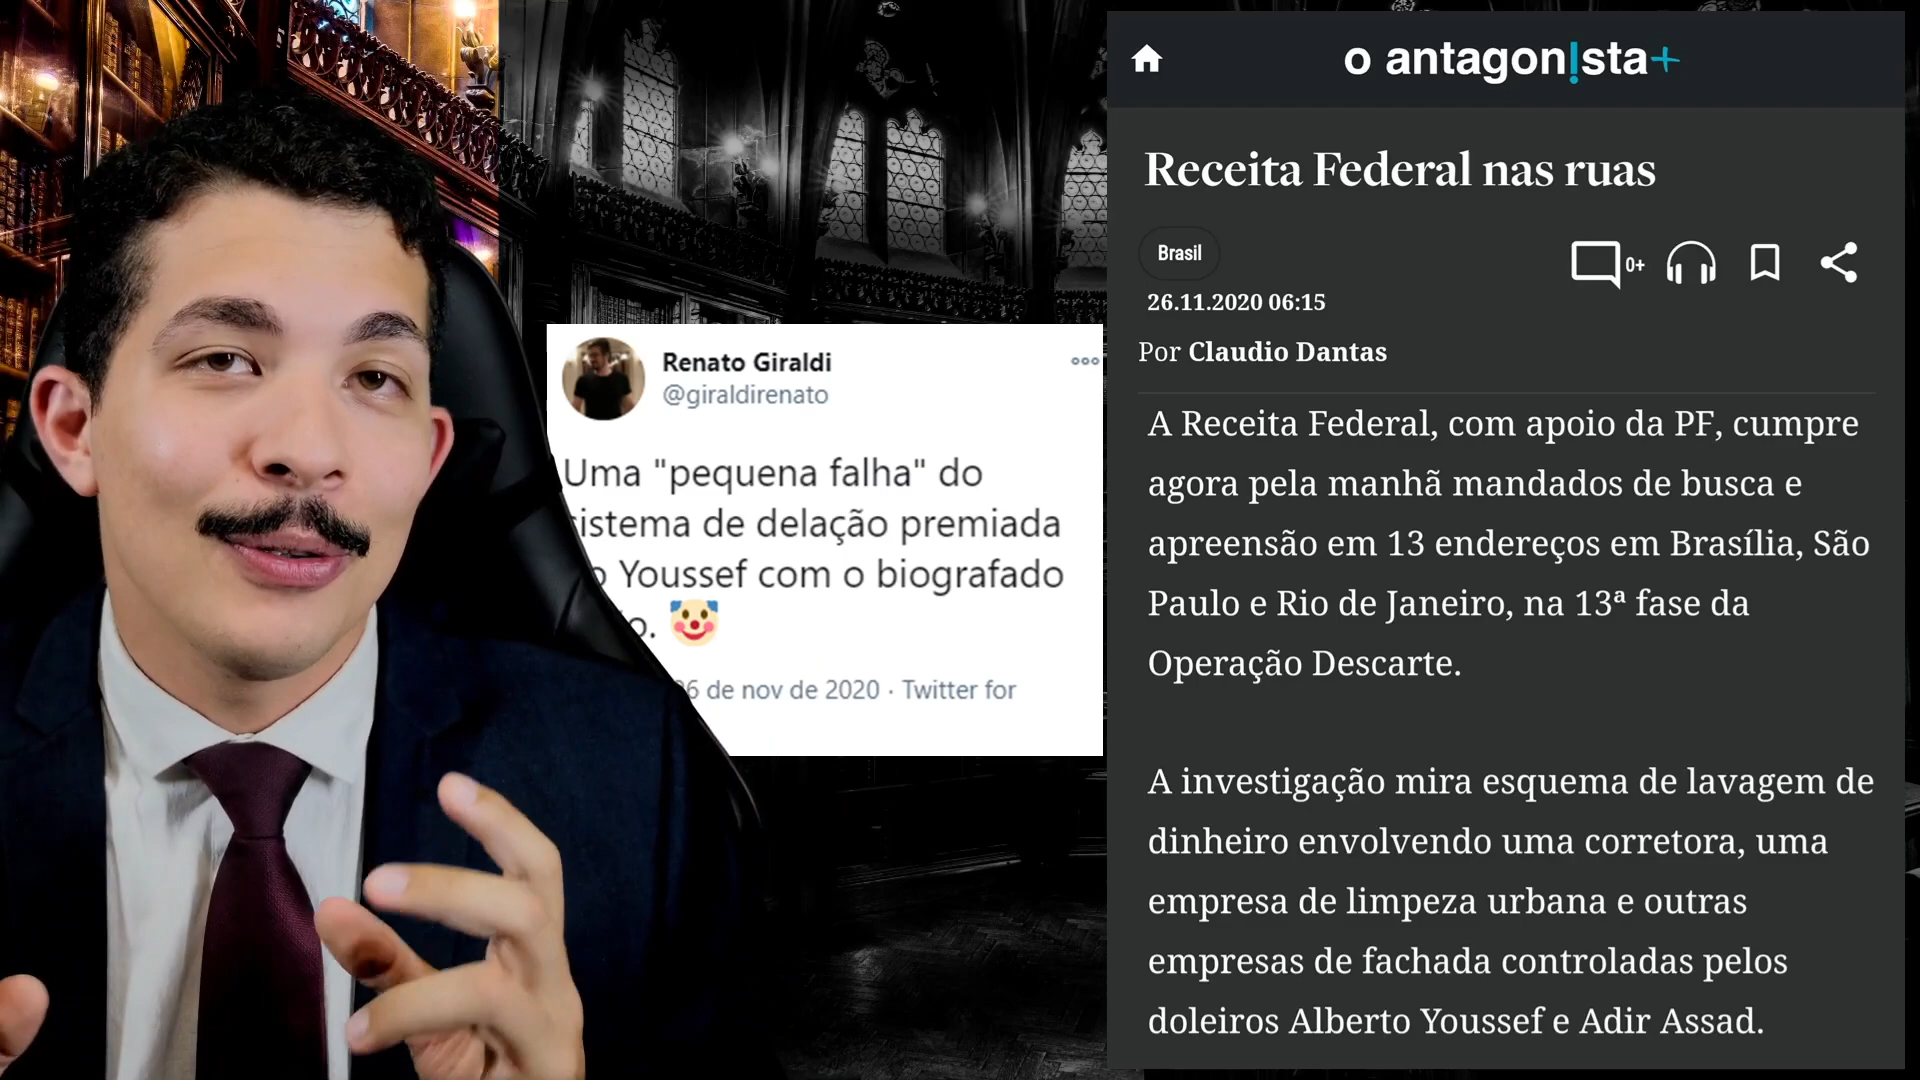 Renato Giraldi
@giraldirenato
Uma "pequena falha" do
sistema de delação premiada
Youssef com o biografado
6 de nov de 2020 · Twitter for
o antagonista+
Receita Federal nas ruas
Brasil
0+
26.11.2020 06:15
Por Claudio Dantas
A Receita Federal, com apoio da PF, cumpre
agora pela manhã mandados de busca e
apreensão em 13 endereços em Brasília, São
Paulo e Rio de Janeiro, na 13ª fase da
Operação Descarte.
A investigação mira esquema de lavagem de
dinheiro envolvendo uma corretora, uma
empresa de limpeza urbana e outras
empresas de fachada controladas pelos
doleiros Alberto Youssef e Adir Assad.